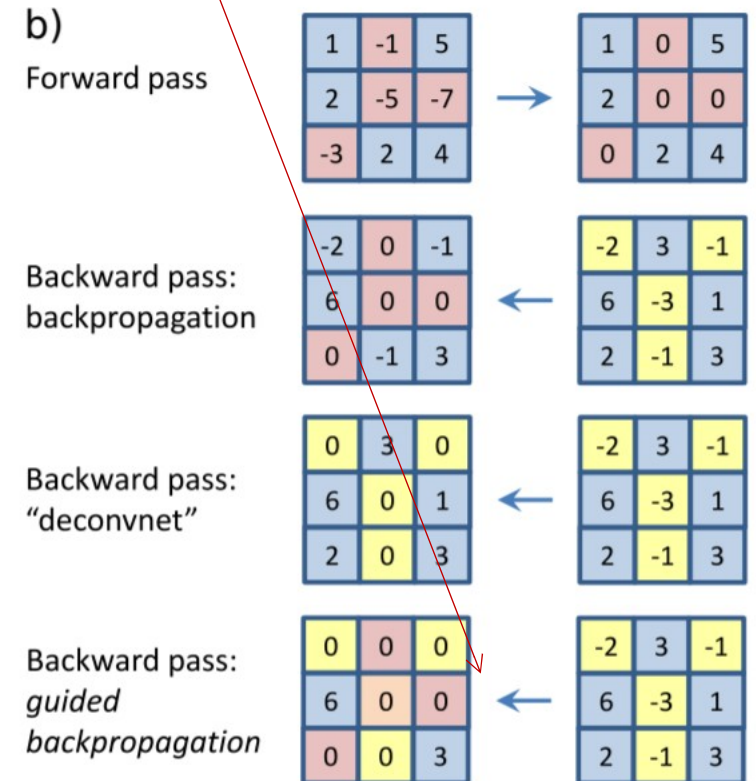 b)
Forward pass
1 -1 5 1 0 5
2 -5 -7 2 0 0
-3 2 4 0 2 4
Backward pass:
backpropagation
-2 0 -1 -2 3 -1
6 0 0 6 -3 1
0 -1 3 2 -1 3
Backward pass:
“deconvnet”
0 3 0 -2 3 -1
6 0 1 6 -3 1
2 0 3 2 -1 3
Backward pass:
guided
backpropagation
0 0 0 -2 3 -1
6 0 0 6 -3 1
0 0 3 2 -1 3